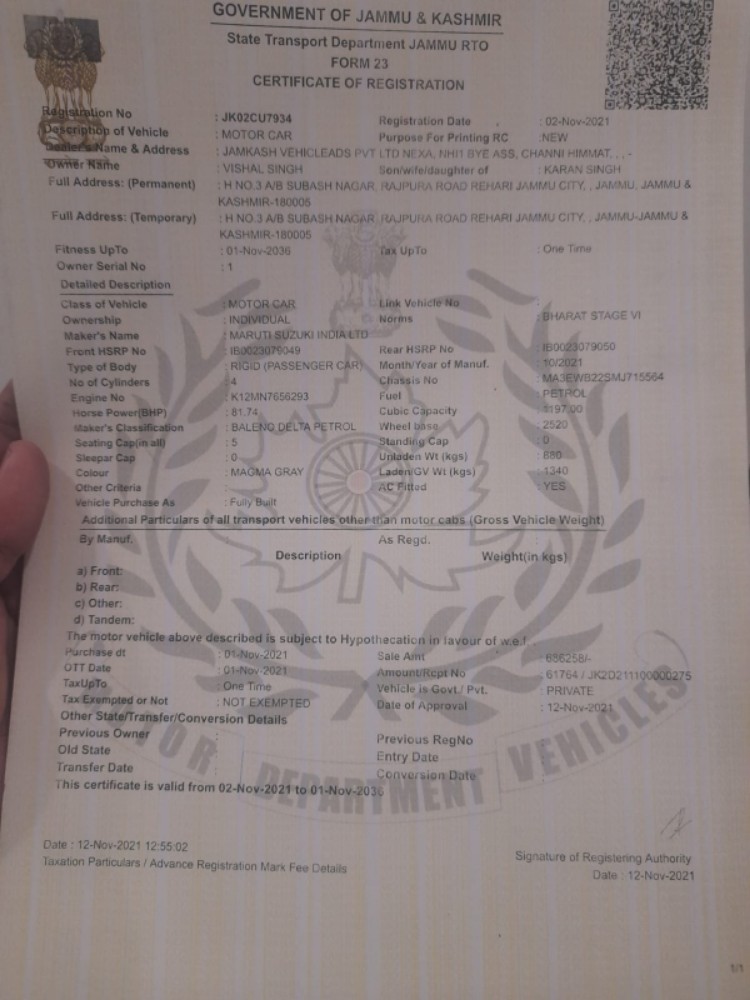 GOVERNMENT OF JAMMU & KASHMIR
State Transport Department JAMMU RTO
FORM 23
CERTIFICATE OF REGISTRATION
Registration No : JK02CU7934 Registration Date : 02-Nov-2021
Description of Vehicle : MOTOR CAR Purpose For Printing RC :NEW
Dealer's Name & Address : JAMKASH VEHICLEADS PVT LTD NEXA, NH11 BYE ASS, CHANNI HIMMAT, , , -
Owner Name : VISHAL SINGH Son/wife/daughter of : KARAN SINGH
Full Address: (Permanent) : H NO.3 A/B SUBASH NAGAR, RAJPURA ROAD REHARI JAMMU CITY, , JAMMU, JAMMU &
KASHMIR-180005
Full Address: (Temporary) : H NO.3 A/B SUBASH NAGAR, RAJPURA ROAD REHARI JAMMU CITY, , JAMMU-JAMMU &
KASHMIR-180005
Fitness UpTo : 01-Nov-2036 Tax UpTo : One Time
Owner Serial No : 1
Detailed Description
Class of Vehicle : MOTOR CAR Link Vehicle No :
Ownership : INDIVIDUAL Norms : BHARAT STAGE VI
Maker's Name : MARUTI SUZUKI INDIA LTD
Front HSRP No : IB0023079049 Rear HSRP No : IB0023079050
Type of Body : RIGID (PASSENGER CAR) Month/Year of Manuf. : 10/2021
No of Cylinders : 4 Chassis No : MA3EWB22SMJ715564
Engine No : K12MN7656293 Fuel : PETROL
Horse Power(BHP) : 81.74 Cubic Capacity : 1197.00
Maker's Classification : BALENO DELTA PETROL Wheel base : 2520
Seating Cap(in all) : 5 Standing Cap : 0
Sleepar Cap : 0 Unladen Wt (kgs) : 880
Colour : MAGMA GRAY Laden/GV Wt (kgs) : 1340
Other Criteria : AC Fitted : YES
Vehicle Purchase As : Fully Built
Additional Particulars of all transport vehicles other than motor cabs (Gross Vehicle Weight)
By Manuf. : As Regd. :
Description Weight(in kgs)
a) Front:
b) Rear:
c) Other:
d) Tandem:
The motor vehicle above described is subject to Hypothecation in favour of w.e.f. .
Purchase dt : 01-Nov-2021 Sale Amt : 686258/-
OTT Date : 01-Nov-2021 Amount/Rcpt No : 61764 / JK2D211100000275
TaxUpTo : One Time Vehicle is Govt./ Pvt. : PRIVATE
Tax Exempted or Not : NOT EXEMPTED Date of Approval : 12-Nov-2021
Other State/Transfer/Conversion Details
Previous Owner : Previous RegNo :
Old State : Entry Date :
Transfer Date : Conversion Date :
This certificate is valid from 02-Nov-2021 to 01-Nov-2036
MOTOR VEHICLES DEPARTMENT
Date : 12-Nov-2021 12:55:02
Taxation Particulars / Advance Registration Mark Fee Details
Signature of Registering Authority
Date : 12-Nov-2021
1/1